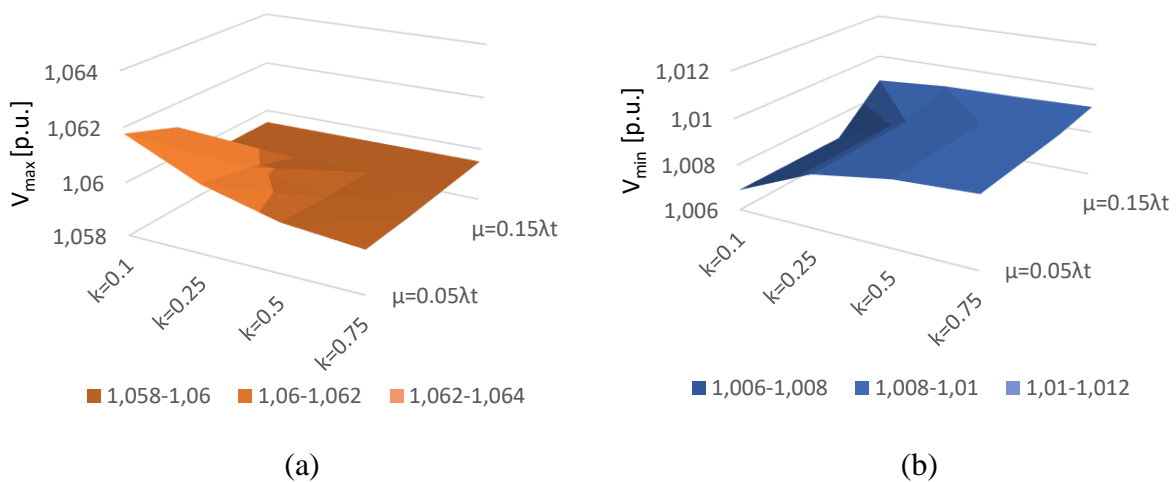 1,064
1,062
1,06
1,058
Vmax [p.u.]
k=0.1
k=0.25
k=0.5
k=0.75
μ=0.15λt
μ=0.05λt
1,058-1,06 1,06-1,062 1,062-1,064
(a)
1,012
1,01
1,008
1,006
Vmin [p.u.]
k=0.1
k=0.25
k=0.5
k=0.75
μ=0.15λt
μ=0.05λt
1,006-1,008 1,008-1,01 1,01-1,012
(b)